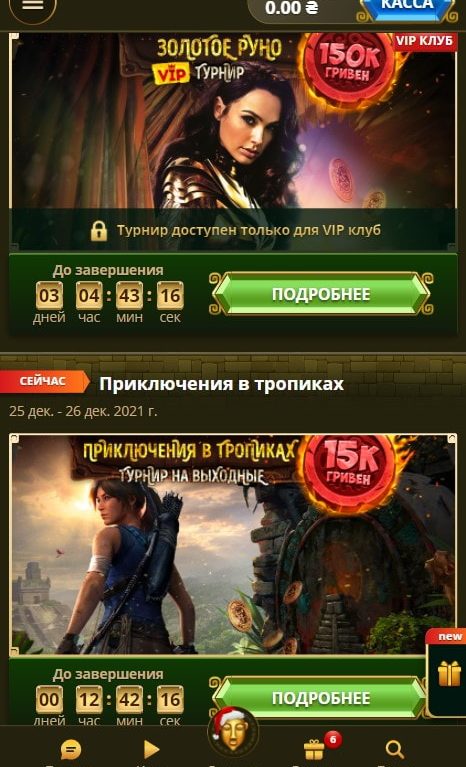 0.00 ₴
КАССА
VIP КЛУБ
ЗОЛОТОЕ РУНО
VIP ТУРНИР
150К
ГРИВЕН
Турнир доступен только для VIP клуб
До завершения
03 : 04 : 43 : 16
дней час мин сек
ПОДРОБНЕЕ
СЕЙЧАС
Приключения в тропиках
25 дек. - 26 дек. 2021 г.
ПРИКЛЮЧЕНИЯ В ТРОПИКАХ
ТУРНИР НА ВЫХОДНЫЕ
15К
ГРИВЕН
new
До завершения
00 : 12 : 42 : 16
дней час мин сек
ПОДРОБНЕЕ
6